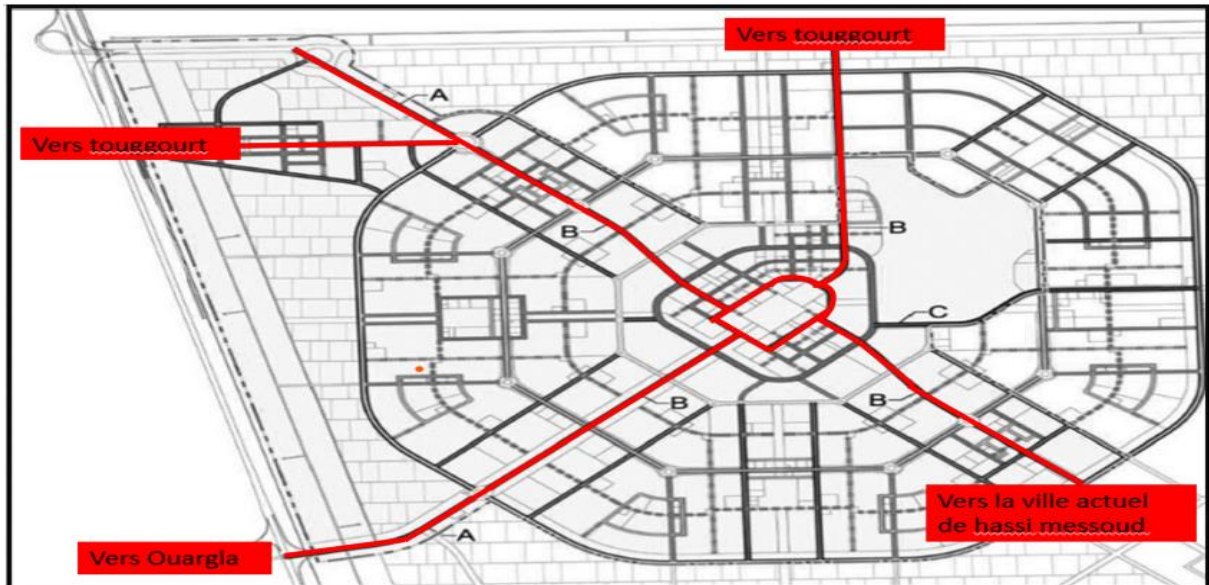 Vers touggourt
A
Vers touggourt
B
B
C
B
B
Vers la ville actuel
de hassi messoud
A
Vers Ouargla